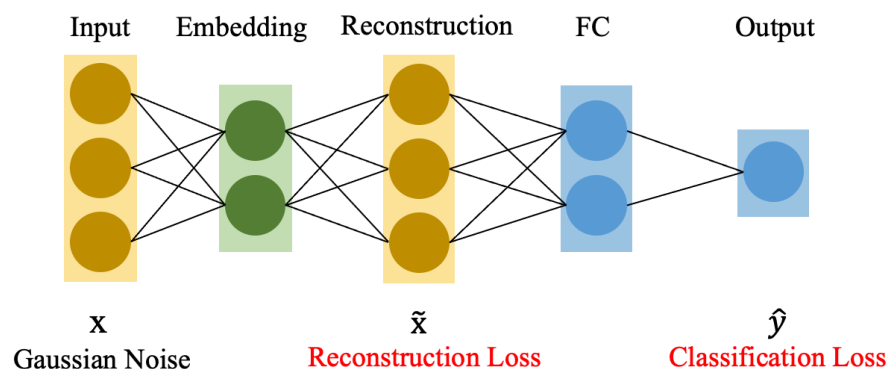 Input Embedding Reconstruction FC Output
x x̃ ŷ
Gaussian Noise Reconstruction Loss Classification Loss